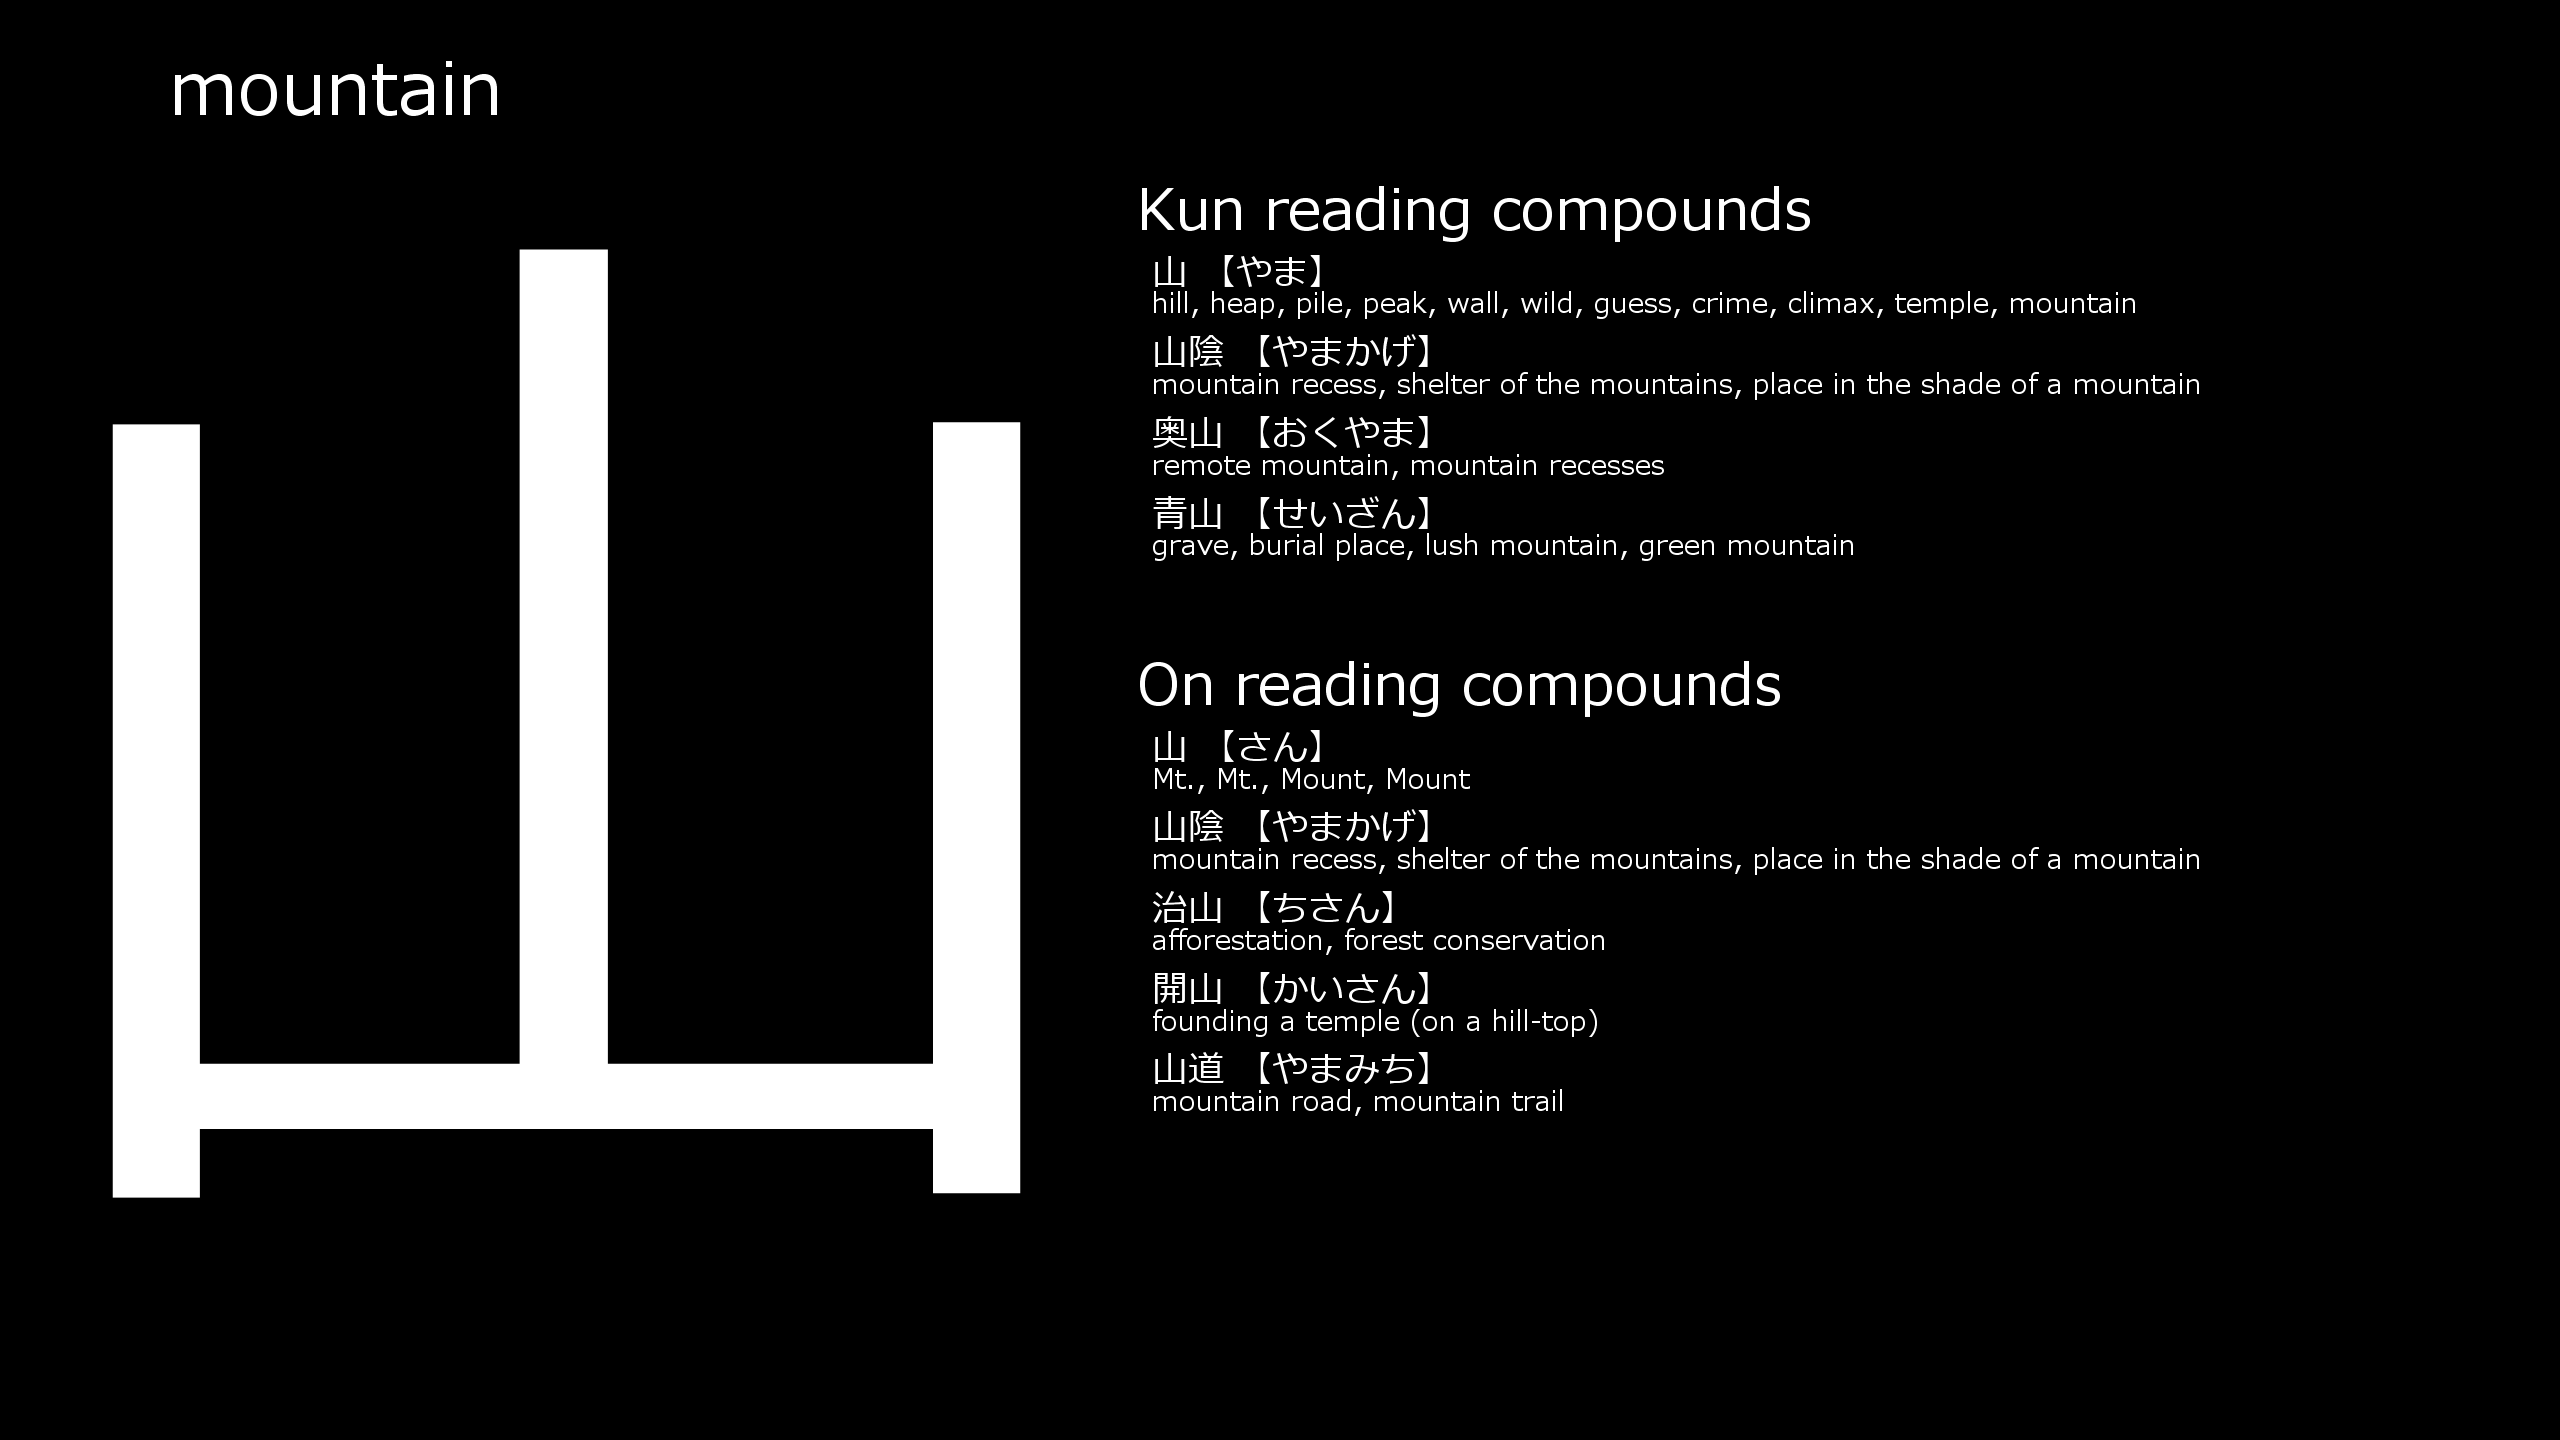 mountain
山
Kun reading compounds
山 【やま】
hill, heap, pile, peak, wall, wild, guess, crime, climax, temple, mountain
山陰 【やまかげ】
mountain recess, shelter of the mountains, place in the shade of a mountain
奥山 【おくやま】
remote mountain, mountain recesses
青山 【せいざん】
grave, burial place, lush mountain, green mountain
On reading compounds
山 【さん】
Mt., Mt., Mount, Mount
山陰 【やまかげ】
mountain recess, shelter of the mountains, place in the shade of a mountain
治山 【ちさん】
afforestation, forest conservation
開山 【かいさん】
founding a temple (on a hill-top)
山道 【やまみち】
mountain road, mountain trail